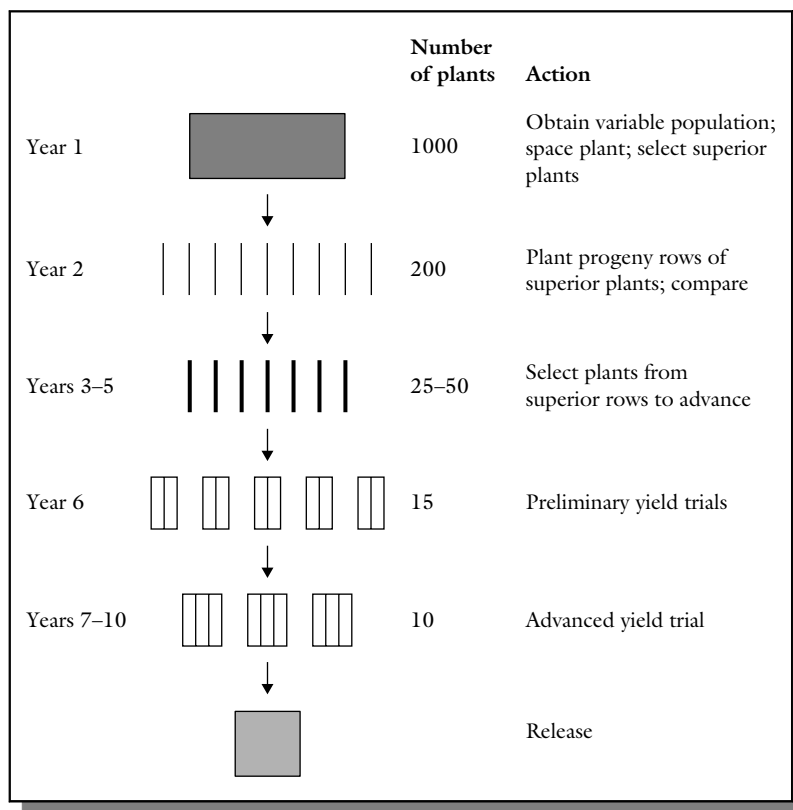 Number
of plants Action
Year 1 1000 Obtain variable population;
space plant; select superior
plants
Year 2 200 Plant progeny rows of
superior plants; compare
Years 3–5 25–50 Select plants from
superior rows to advance
Year 6 15 Preliminary yield trials
Years 7–10 10 Advanced yield trial
Release